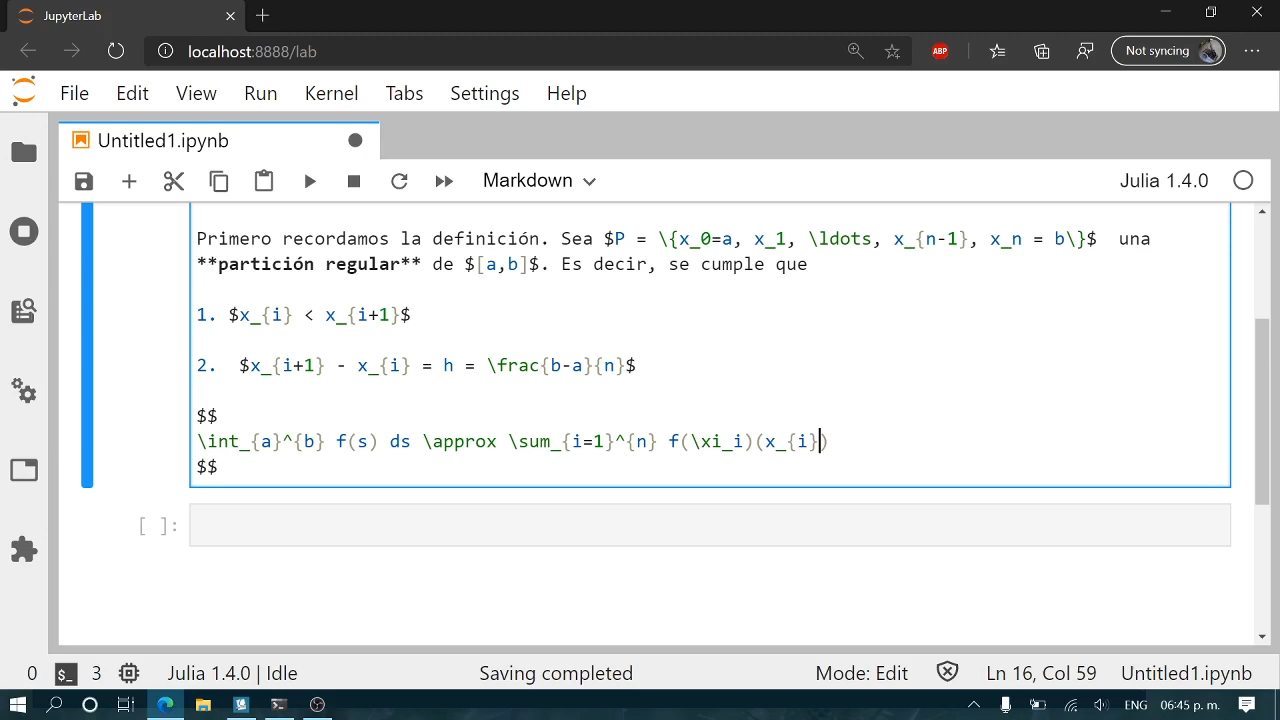 JupyterLab
localhost:8888/lab
ABP
Not syncing
File Edit View Run Kernel Tabs Settings Help
Untitled1.ipynb
Markdown
Julia 1.4.0
Primero recordamos la definición. Sea $P = \{x_0=a, x_1, \ldots, x_{n-1}, x_n = b\}$ una
**partición regular** de $[a,b]$. Es decir, se cumple que
1. $x_{i} < x_{i+1}$
2. $x_{i+1} - x_{i} = h = \frac{b-a}{n}$
$$
\int_{a}^{b} f(s) ds \approx \sum_{i=1}^{n} f(\xi_i)(x_{i})
$$
[ ]:
0 $_ 3 Julia 1.4.0 | Idle Saving completed Mode: Edit Ln 16, Col 59 Untitled1.ipynb
ENG 06:45 p. m.